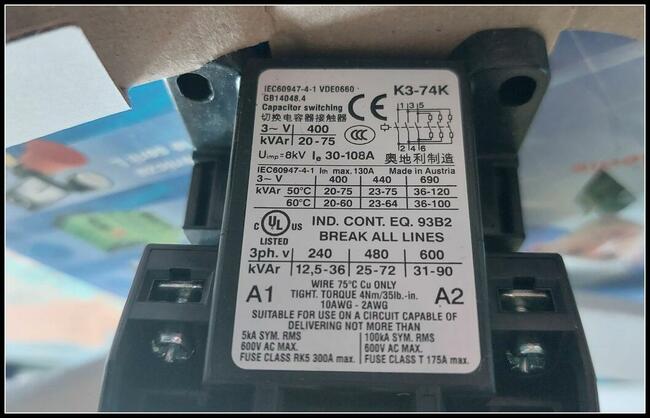 IEC60947-4-1 VDE0660
GB14048.4
Capacitor switching
切换电容器接触器
K3-74K
CE
CCC
1 3 5
2 4 6
3~ V 400
kVAr 20-75
Uimp=8kV Ie 30-108A
奥地利制造
IEC60947-4-1 Ith max.130A Made in Austria
3~ V 400 440 690
kVAr 50°C 20-75 23-75 36-120
60°C 20-60 23-64 36-100
C UL US
LISTED
IND. CONT. EQ. 93B2
BREAK ALL LINES
3ph. v 240 480 600
kVAr 12,5-36 25-72 31-90
WIRE 75°C Cu ONLY
TIGHT. TORQUE 4Nm/35lb.-in.
10AWG - 2AWG
A1
A2
SUITABLE FOR USE ON A CIRCUIT CAPABLE OF
DELIVERING NOT MORE THAN
5kA SYM. RMS 100kA SYM. RMS
600V AC MAX. 600V AC MAX.
FUSE CLASS RK5 300A max. FUSE CLASS T 175A max.